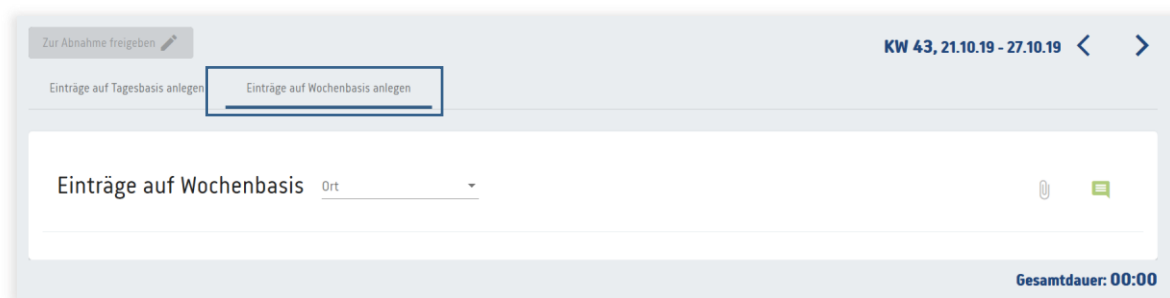 Zur Abnahme freigeben
KW 43, 21.10.19 - 27.10.19
Einträge auf Tagesbasis anlegen
Einträge auf Wochenbasis anlegen
Einträge auf Wochenbasis
Ort
Gesamtdauer: 00:00